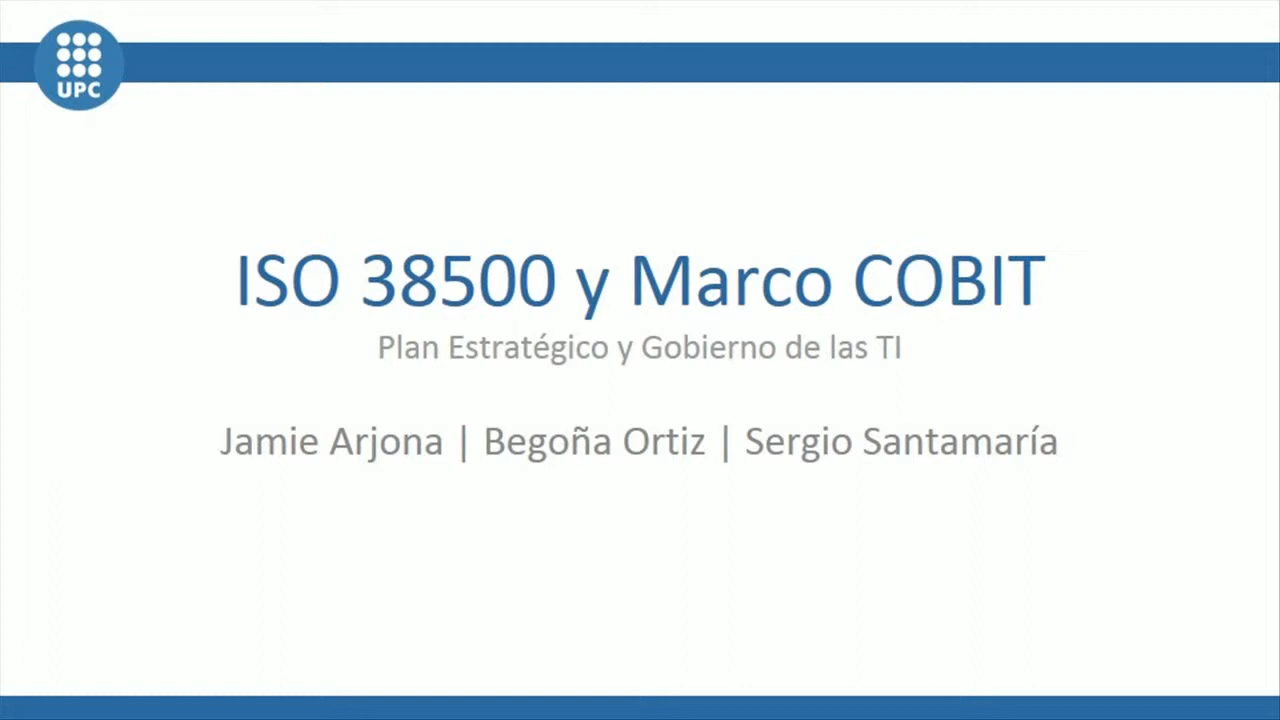 UPC
ISO 38500 y Marco COBIT
Plan Estratégico y Gobierno de las TI
Jamie Arjona | Begoña Ortiz | Sergio Santamaría